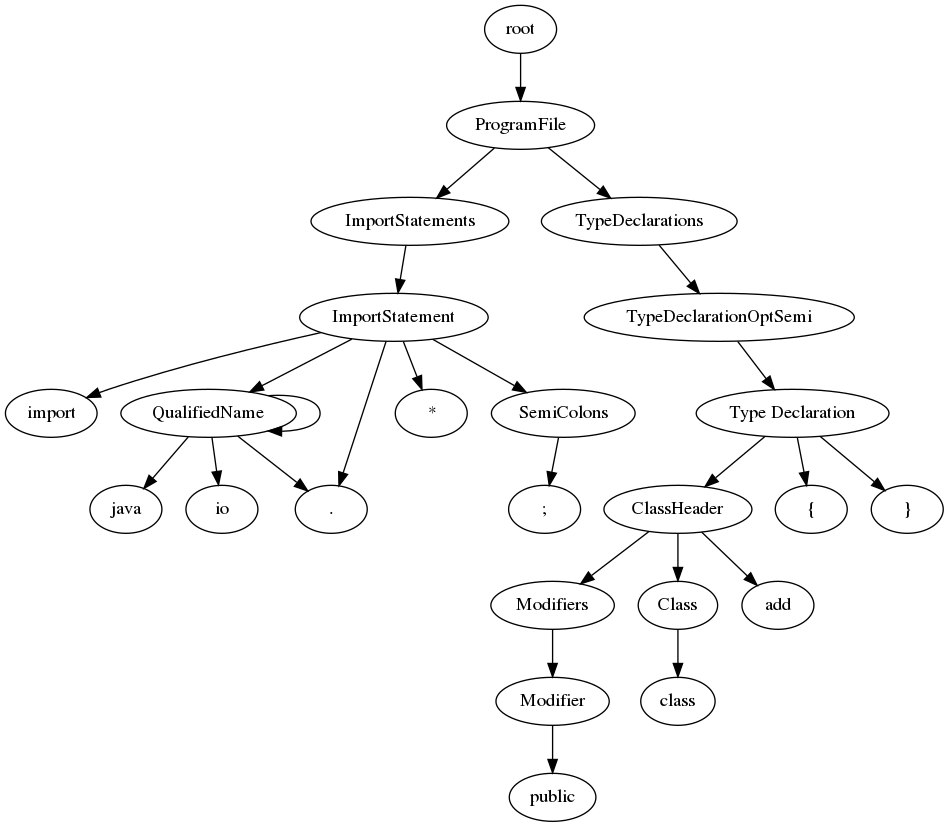 root
ProgramFile
ImportStatements
TypeDeclarations
ImportStatement
TypeDeclarationOptSemi
import
QualifiedName
*
SemiColons
Type Declaration
java
io
.
;
ClassHeader
{
}
Modifiers
Class
add
Modifier
class
public